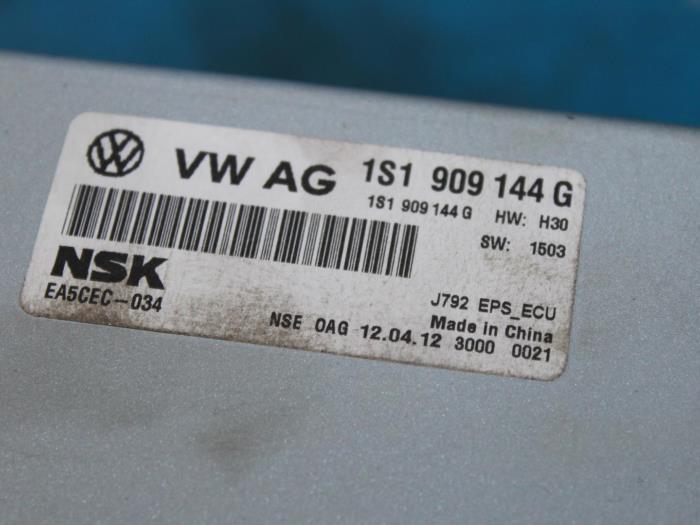 VW AG 1S1 909 144 G
1S1 909 144 G HW: H30
SW: 1503
NSK
EA5CEC-034
J792 EPS_ECU
Made in China
NSE OAG 12.04.12 3000 0021